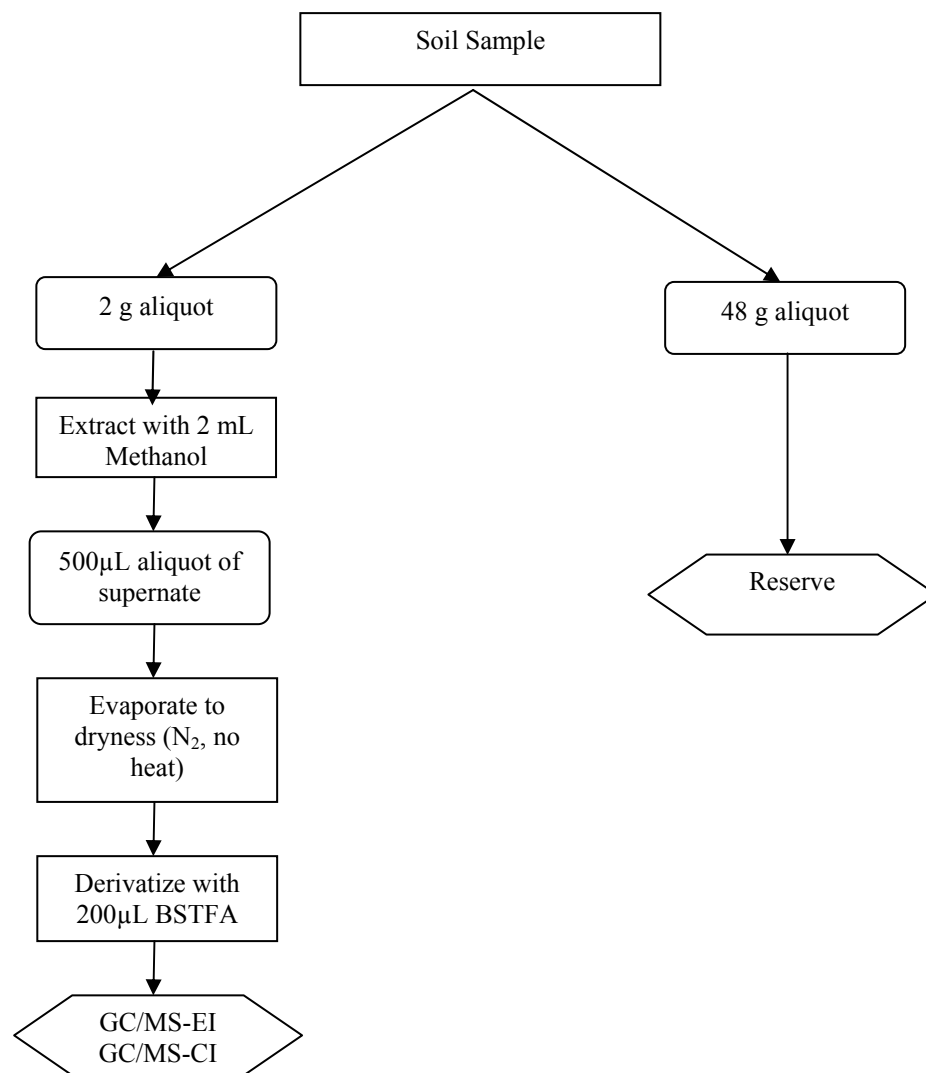 Soil Sample
2 g aliquot
48 g aliquot
Extract with 2 mL
Methanol
500µL aliquot of
supernate
Reserve
Evaporate to
dryness (N₂, no
heat)
Derivatize with
200µL BSTFA
GC/MS-EI
GC/MS-CI